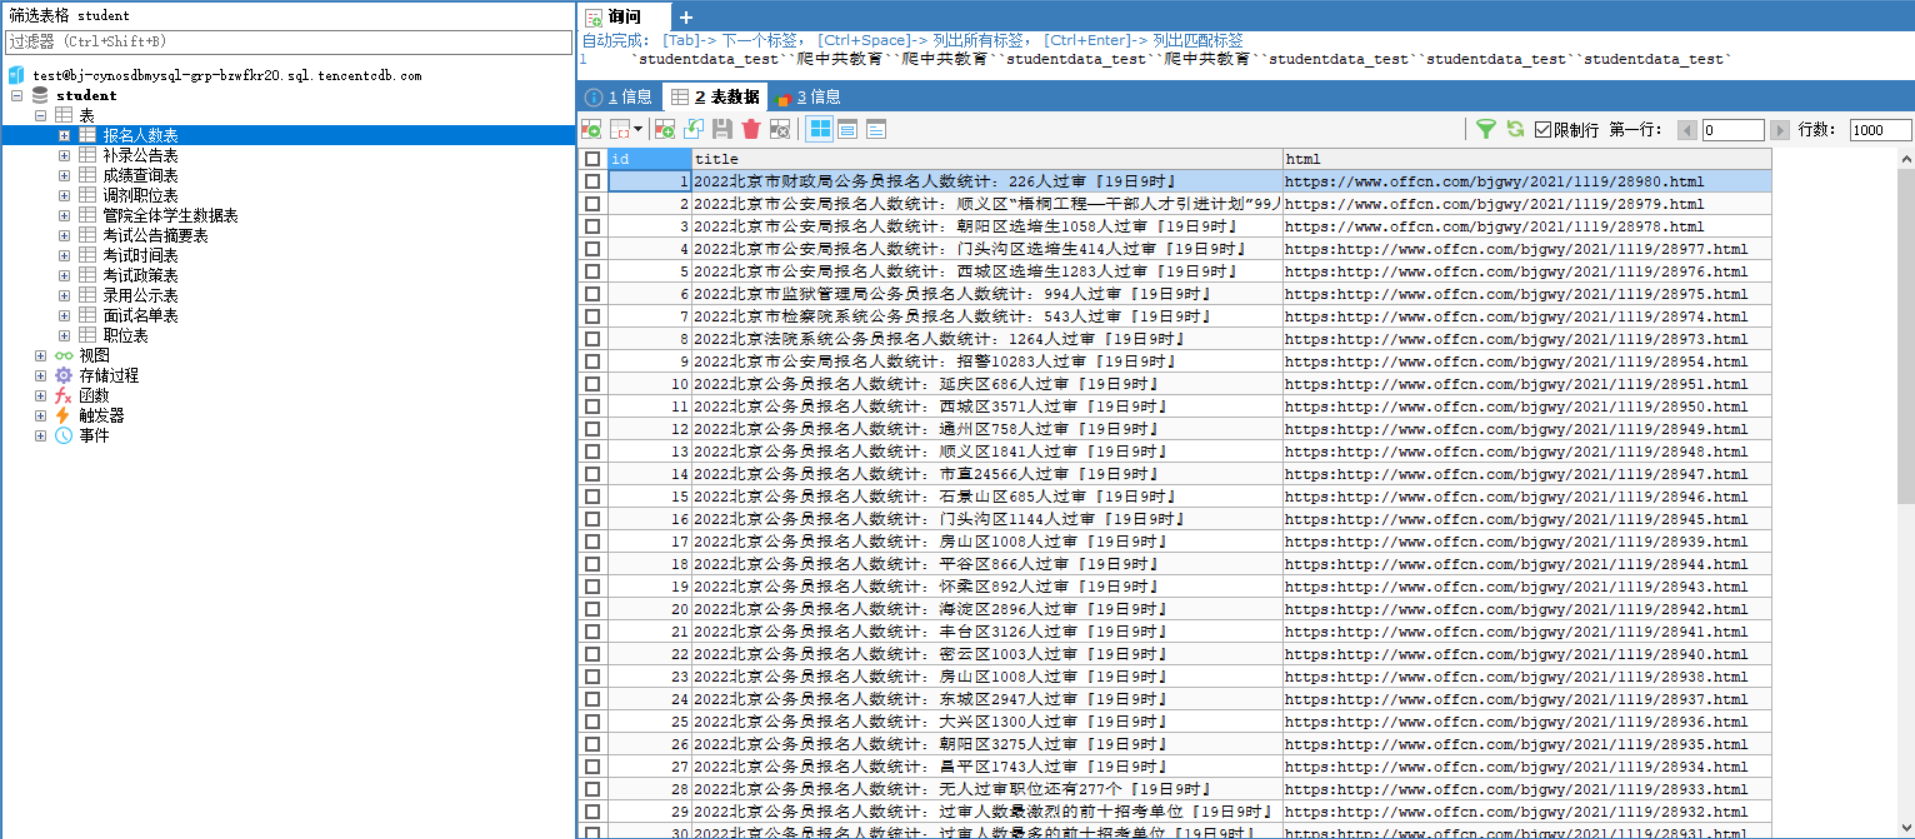 筛选表格 student
过滤器 (Ctrl+Shift+B)
test@bj-cynosdbmysql-grp-bzwfkr20.sql.tencentcdb.com
student
表
报名人数表
补录公告表
成绩查询表
调剂职位表
管院全体学生数据表
考试公告摘要表
考试时间表
考试政策表
录用公示表
面试名单表
职位表
视图
存储过程
函数
触发器
事件
询问
自动完成: [Tab]-> 下一个标签, [Ctrl+Space]-> 列出所有标签, [Ctrl+Enter]-> 列出匹配标签
1 `studentdata_test``爬中共教育``爬中共教育``studentdata_test``爬中共教育``studentdata_test``studentdata_test``studentdata_test`
1 信息 2 表数据 3 信息
限制行 第一行: 0 行数: 1000
id title html
1 2022北京市财政局公务员报名人数统计: 226人过审『19日9时』 https://www.offcn.com/bjgwy/2021/1119/28980.html
2 2022北京市公安局报名人数统计: 顺义区“梧桐工程—干部人才引进计划”99人 https://www.offcn.com/bjgwy/2021/1119/28979.html
3 2022北京市公安局报名人数统计: 朝阳区选培生1058人过审『19日9时』 https://www.offcn.com/bjgwy/2021/1119/28978.html
4 2022北京市公安局报名人数统计: 门头沟区选培生414人过审『19日9时』 https:http://www.offcn.com/bjgwy/2021/1119/28977.html
5 2022北京市公安局报名人数统计: 西城区选培生1283人过审『19日9时』 https:http://www.offcn.com/bjgwy/2021/1119/28976.html
6 2022北京市监狱管理局公务员报名人数统计: 994人过审『19日9时』 https:http://www.offcn.com/bjgwy/2021/1119/28975.html
7 2022北京市检察院系统公务员报名人数统计: 543人过审『19日9时』 https:http://www.offcn.com/bjgwy/2021/1119/28974.html
8 2022北京法院系统公务员报名人数统计: 1264人过审『19日9时』 https:http://www.offcn.com/bjgwy/2021/1119/28973.html
9 2022北京市公安局报名人数统计: 招警10283人过审『19日9时』 https:http://www.offcn.com/bjgwy/2021/1119/28954.html
10 2022北京公务员报名人数统计: 延庆区686人过审『19日9时』 https:http://www.offcn.com/bjgwy/2021/1119/28951.html
11 2022北京公务员报名人数统计: 西城区3571人过审『19日9时』 https:http://www.offcn.com/bjgwy/2021/1119/28950.html
12 2022北京公务员报名人数统计: 通州区758人过审『19日9时』 https:http://www.offcn.com/bjgwy/2021/1119/28949.html
13 2022北京公务员报名人数统计: 顺义区1841人过审『19日9时』 https:http://www.offcn.com/bjgwy/2021/1119/28948.html
14 2022北京公务员报名人数统计: 市直24566人过审『19日9时』 https:http://www.offcn.com/bjgwy/2021/1119/28947.html
15 2022北京公务员报名人数统计: 石景山区685人过审『19日9时』 https:http://www.offcn.com/bjgwy/2021/1119/28946.html
16 2022北京公务员报名人数统计: 门头沟区1144人过审『19日9时』 https:http://www.offcn.com/bjgwy/2021/1119/28945.html
17 2022北京公务员报名人数统计: 房山区1008人过审『19日9时』 https:http://www.offcn.com/bjgwy/2021/1119/28939.html
18 2022北京公务员报名人数统计: 平谷区866人过审『19日9时』 https:http://www.offcn.com/bjgwy/2021/1119/28944.html
19 2022北京公务员报名人数统计: 怀柔区892人过审『19日9时』 https:http://www.offcn.com/bjgwy/2021/1119/28943.html
20 2022北京公务员报名人数统计: 海淀区2896人过审『19日9时』 https:http://www.offcn.com/bjgwy/2021/1119/28942.html
21 2022北京公务员报名人数统计: 丰台区3126人过审『19日9时』 https:http://www.offcn.com/bjgwy/2021/1119/28941.html
22 2022北京公务员报名人数统计: 密云区1003人过审『19日9时』 https:http://www.offcn.com/bjgwy/2021/1119/28940.html
23 2022北京公务员报名人数统计: 房山区1008人过审『19日9时』 https:http://www.offcn.com/bjgwy/2021/1119/28938.html
24 2022北京公务员报名人数统计: 东城区2947人过审『19日9时』 https:http://www.offcn.com/bjgwy/2021/1119/28937.html
25 2022北京公务员报名人数统计: 大兴区1300人过审『19日9时』 https:http://www.offcn.com/bjgwy/2021/1119/28936.html
26 2022北京公务员报名人数统计: 朝阳区3275人过审『19日9时』 https:http://www.offcn.com/bjgwy/2021/1119/28935.html
27 2022北京公务员报名人数统计: 昌平区1743人过审『19日9时』 https:http://www.offcn.com/bjgwy/2021/1119/28934.html
28 2022北京公务员报名人数统计: 无人过审职位还有277个『19日9时』 https:http://www.offcn.com/bjgwy/2021/1119/28933.html
29 2022北京公务员报名人数统计: 过审人数最激烈的前十招考单位『19日9时』 https:http://www.offcn.com/bjgwy/2021/1119/28932.html
30 2022北京公务员报名人数统计: 过审人数最多的前十招考单位『19日9时』 https:http://www.offcn.com/bjgwy/2021/1119/28931.html